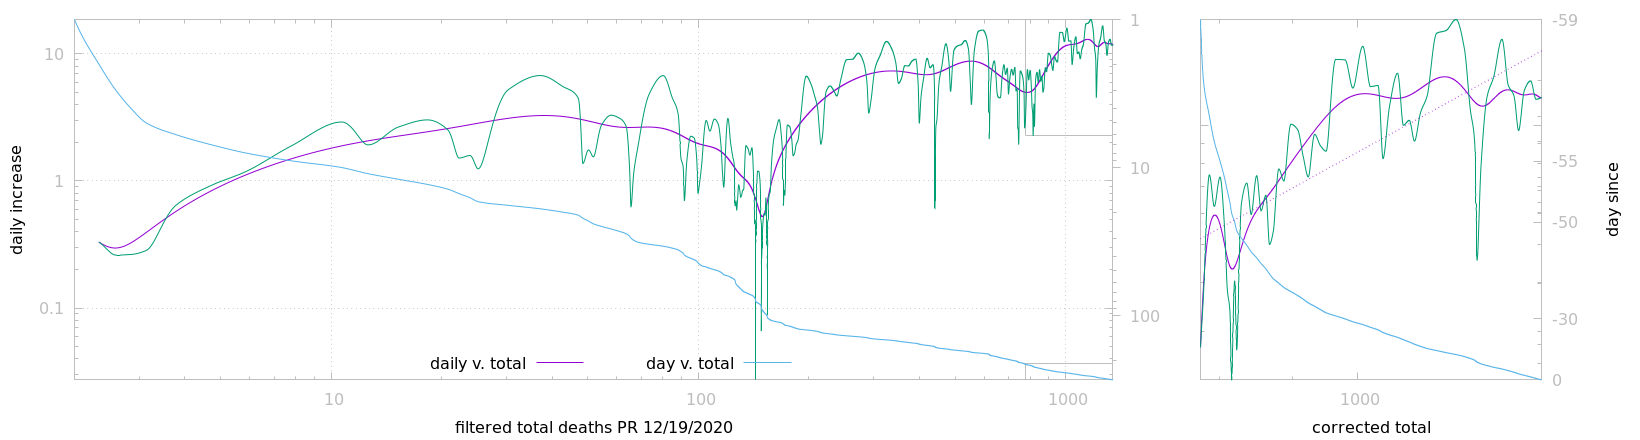 daily increase
10
1
0.1
daily v. total
day v. total
10
100
1000
filtered total deaths PR 12/19/2020
1
10
100
1000
corrected total
-59
-55
-50
-30
0
day since